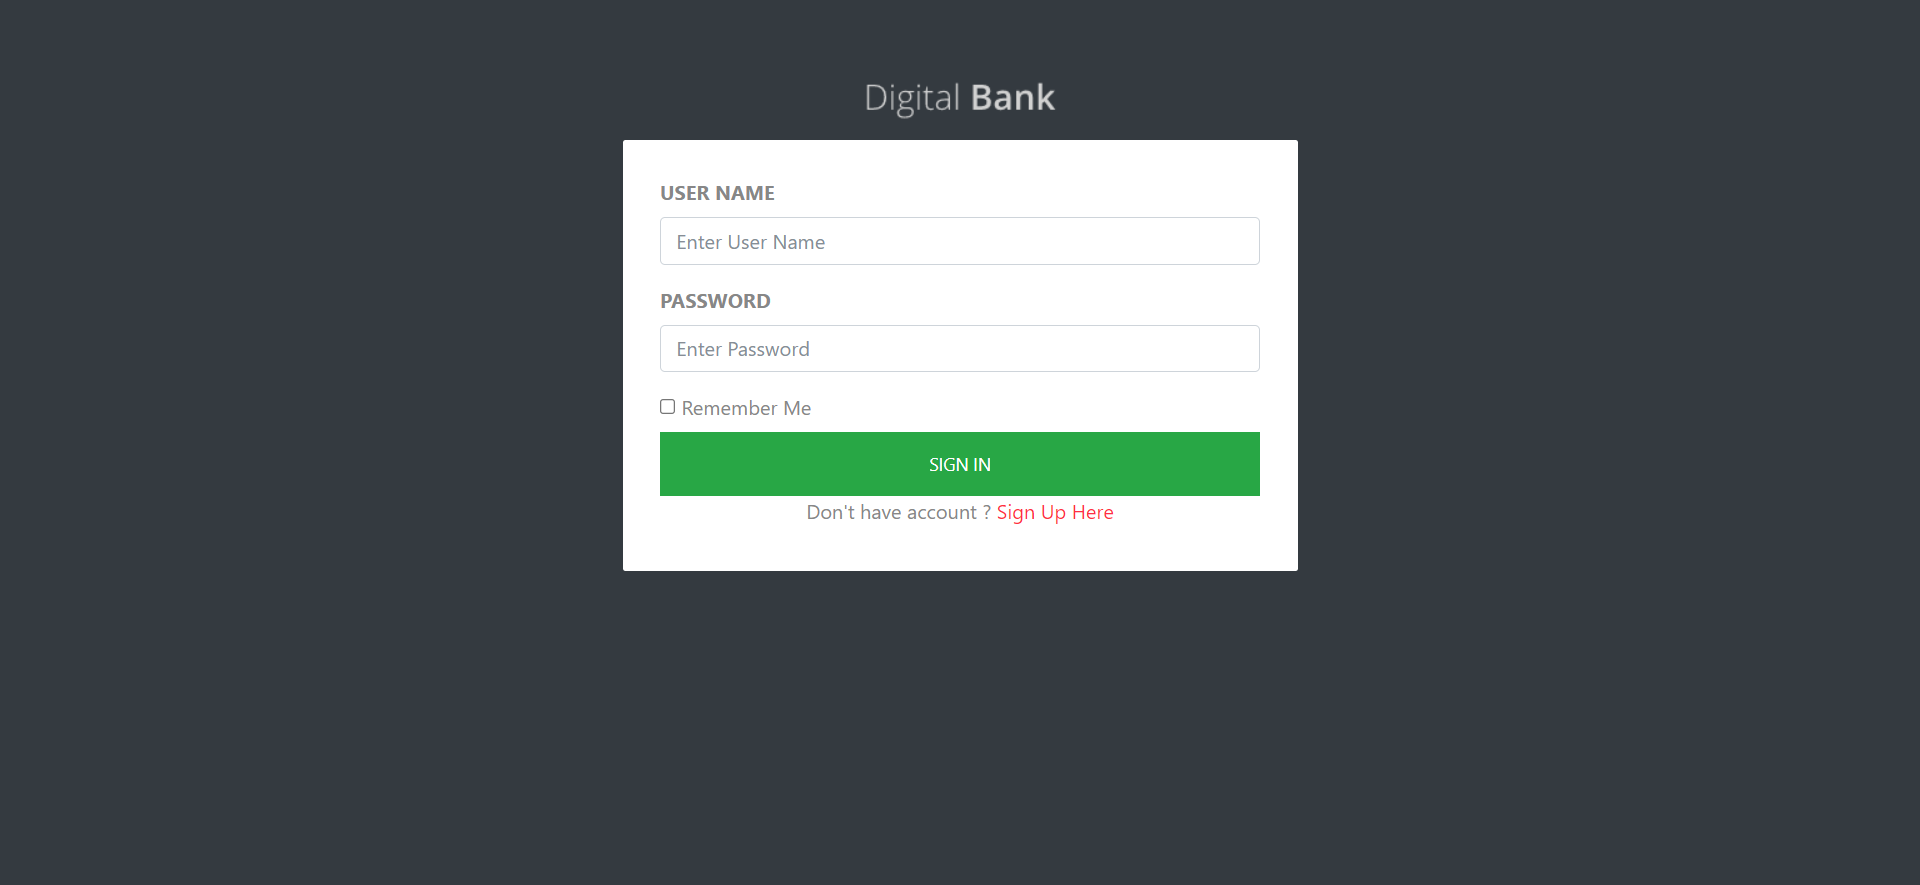 Digital Bank
USER NAME
Enter User Name
PASSWORD
Enter Password
Remember Me
SIGN IN
Don't have account ? Sign Up Here